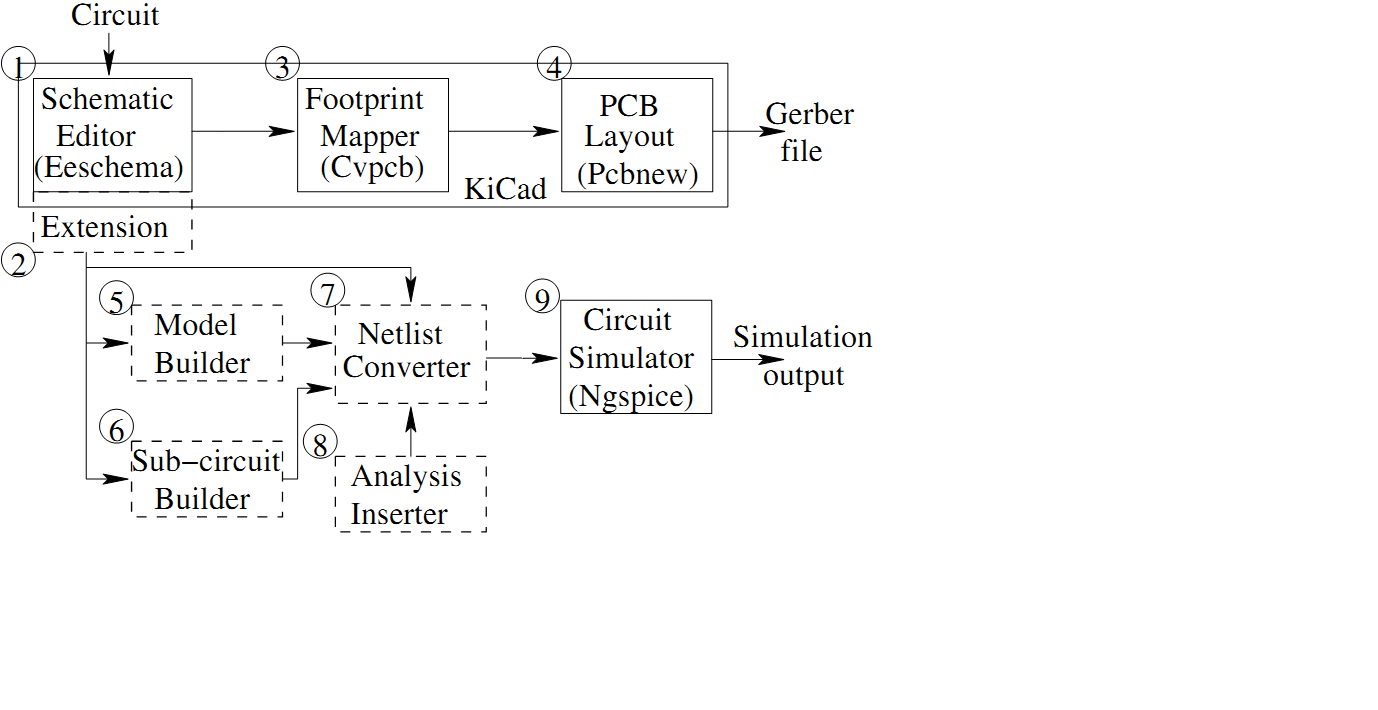 Circuit
1
Schematic
Editor
(Eeschema)
3
Footprint
Mapper
(Cvpcb)
4
PCB
Layout
(Pcbnew)
Gerber
file
KiCad
Extension
2
5
Model
Builder
7
Netlist
Converter
9
Circuit
Simulator
(Ngspice)
Simulation
output
6
Sub-circuit
Builder
8
Analysis
Inserter